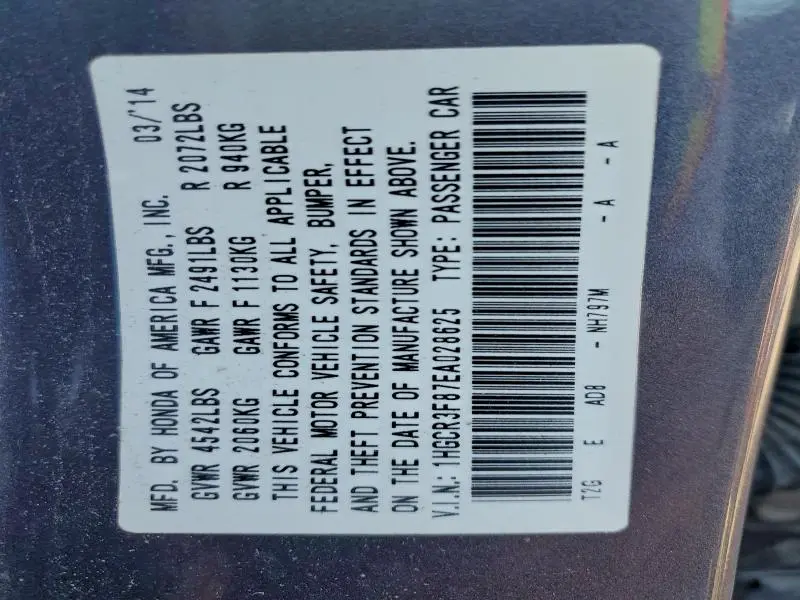 MFD. BY HONDA OF AMERICA MFG., INC. 03/'14
GVWR 4542LBS GAWR F 2491LBS R 2072LBS
GVWR 2060KG GAWR F 1130KG R 940KG
THIS VEHICLE CONFORMS TO ALL APPLICABLE
FEDERAL MOTOR VEHICLE SAFETY, BUMPER,
AND THEFT PREVENTION STANDARDS IN EFFECT
ON THE DATE OF MANUFACTURE SHOWN ABOVE.
V.I.N.: 1HGCR3F87EA028625 TYPE: PASSENGER CAR
T2G E AD8 - NH797M - A - A